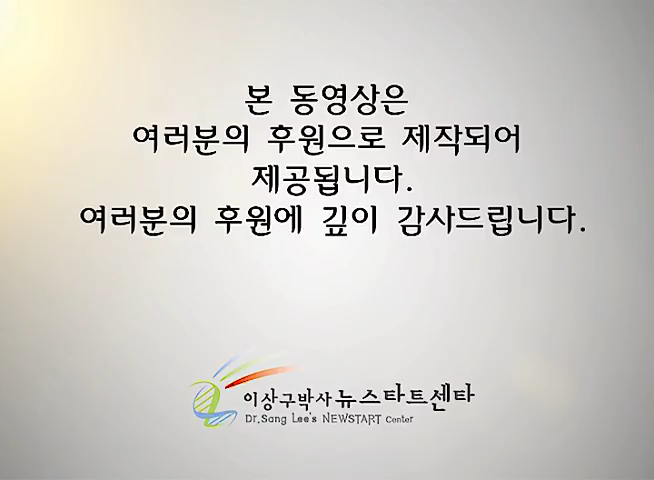 본 동영상은
여러분의 후원으로 제작되어
제공됩니다.
여러분의 후원에 깊이 감사드립니다.
이상구박사뉴스타트센타
Dr.Sang Lee's NEWSTART Center